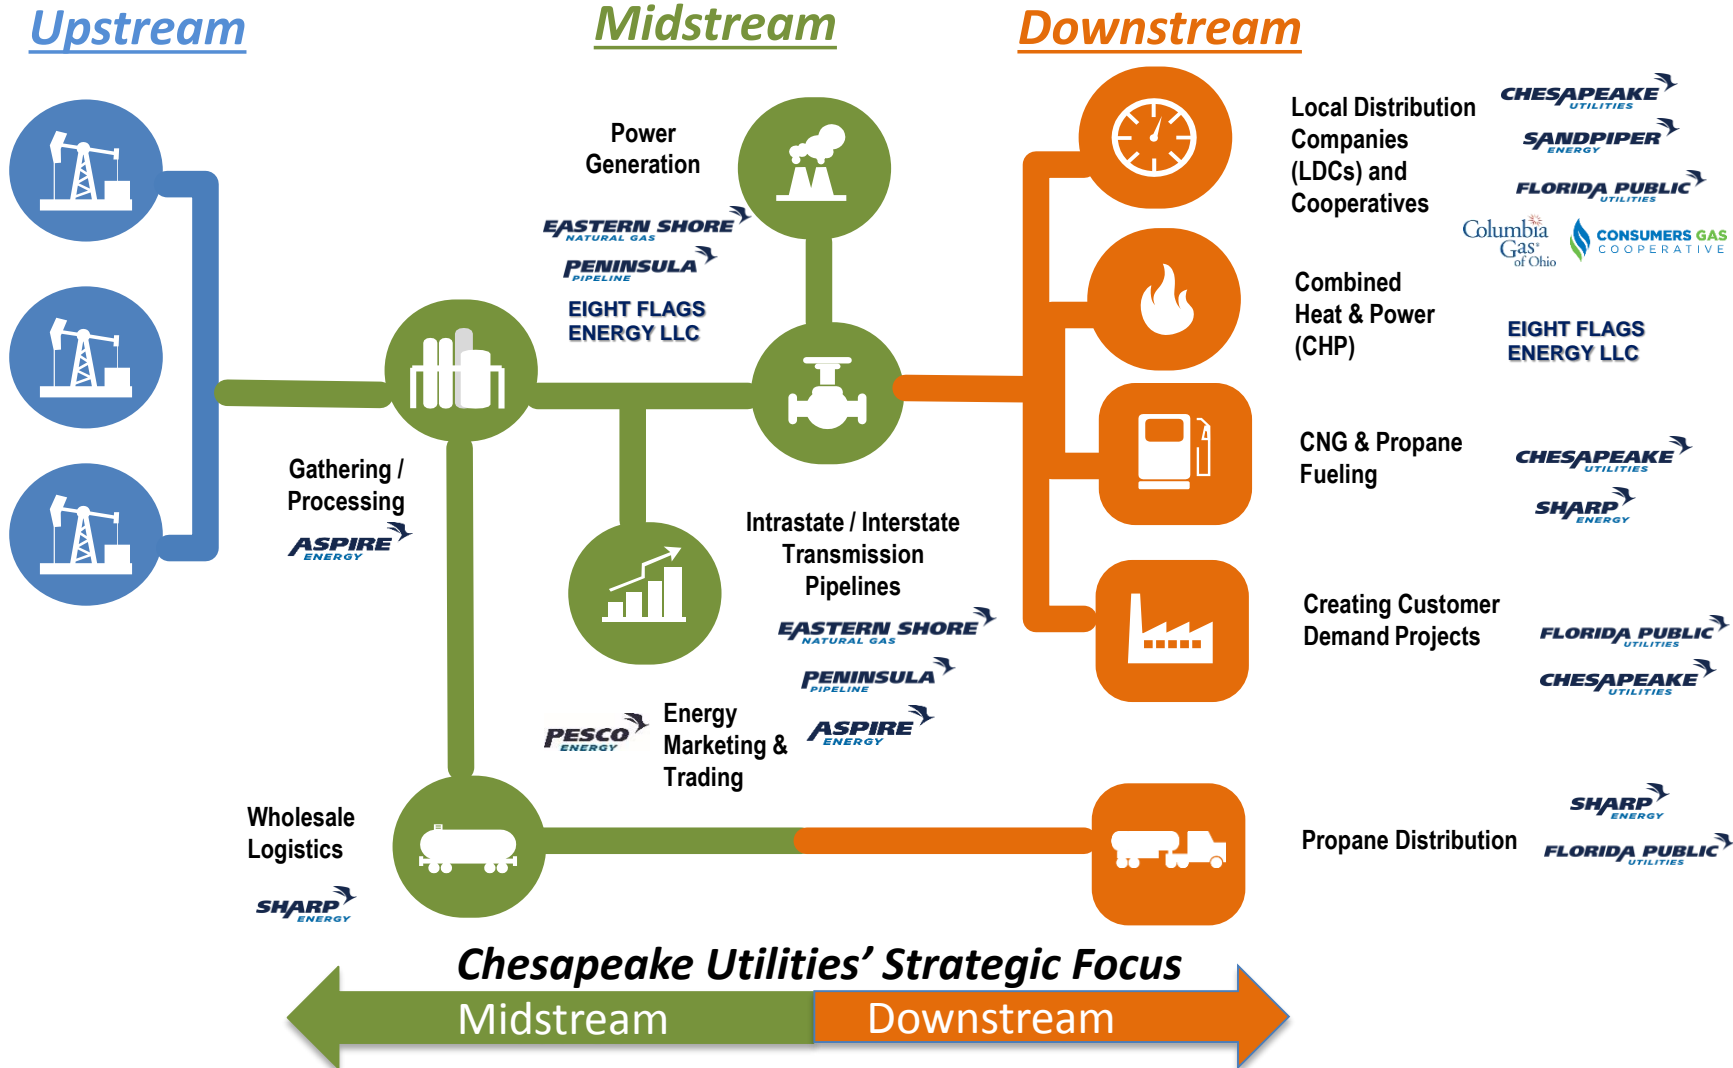 Upstream
Midstream
Downstream
Power
Generation
EASTERN SHORE
NATURAL GAS
PENINSULA
PIPELINE
EIGHT FLAGS
ENERGY LLC
Local Distribution
Companies
(LDCs) and
Cooperatives
CHESAPEAKE
UTILITIES
SANDPIPER
ENERGY
FLORIDA PUBLIC
UTILITIES
Columbia
Gas®
of Ohio
CONSUMERS GAS
COOPERATIVE
Combined
Heat & Power
(CHP)
EIGHT FLAGS
ENERGY LLC
Gathering /
Processing
ASPIRE
ENERGY
CNG & Propane
Fueling
CHESAPEAKE
UTILITIES
SHARP
ENERGY
Intrastate / Interstate
Transmission
Pipelines
EASTERN SHORE
NATURAL GAS
PENINSULA
PIPELINE
ASPIRE
ENERGY
Creating Customer
Demand Projects
FLORIDA PUBLIC
UTILITIES
CHESAPEAKE
UTILITIES
PESCO
ENERGY
Energy
Marketing &
Trading
Wholesale
Logistics
SHARP
ENERGY
Propane Distribution
SHARP
ENERGY
FLORIDA PUBLIC
UTILITIES
Chesapeake Utilities’ Strategic Focus
Midstream
Downstream